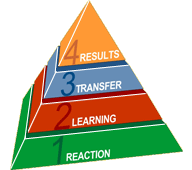 4 RESULTS
3 TRANSFER
2 LEARNING
1 REACTION